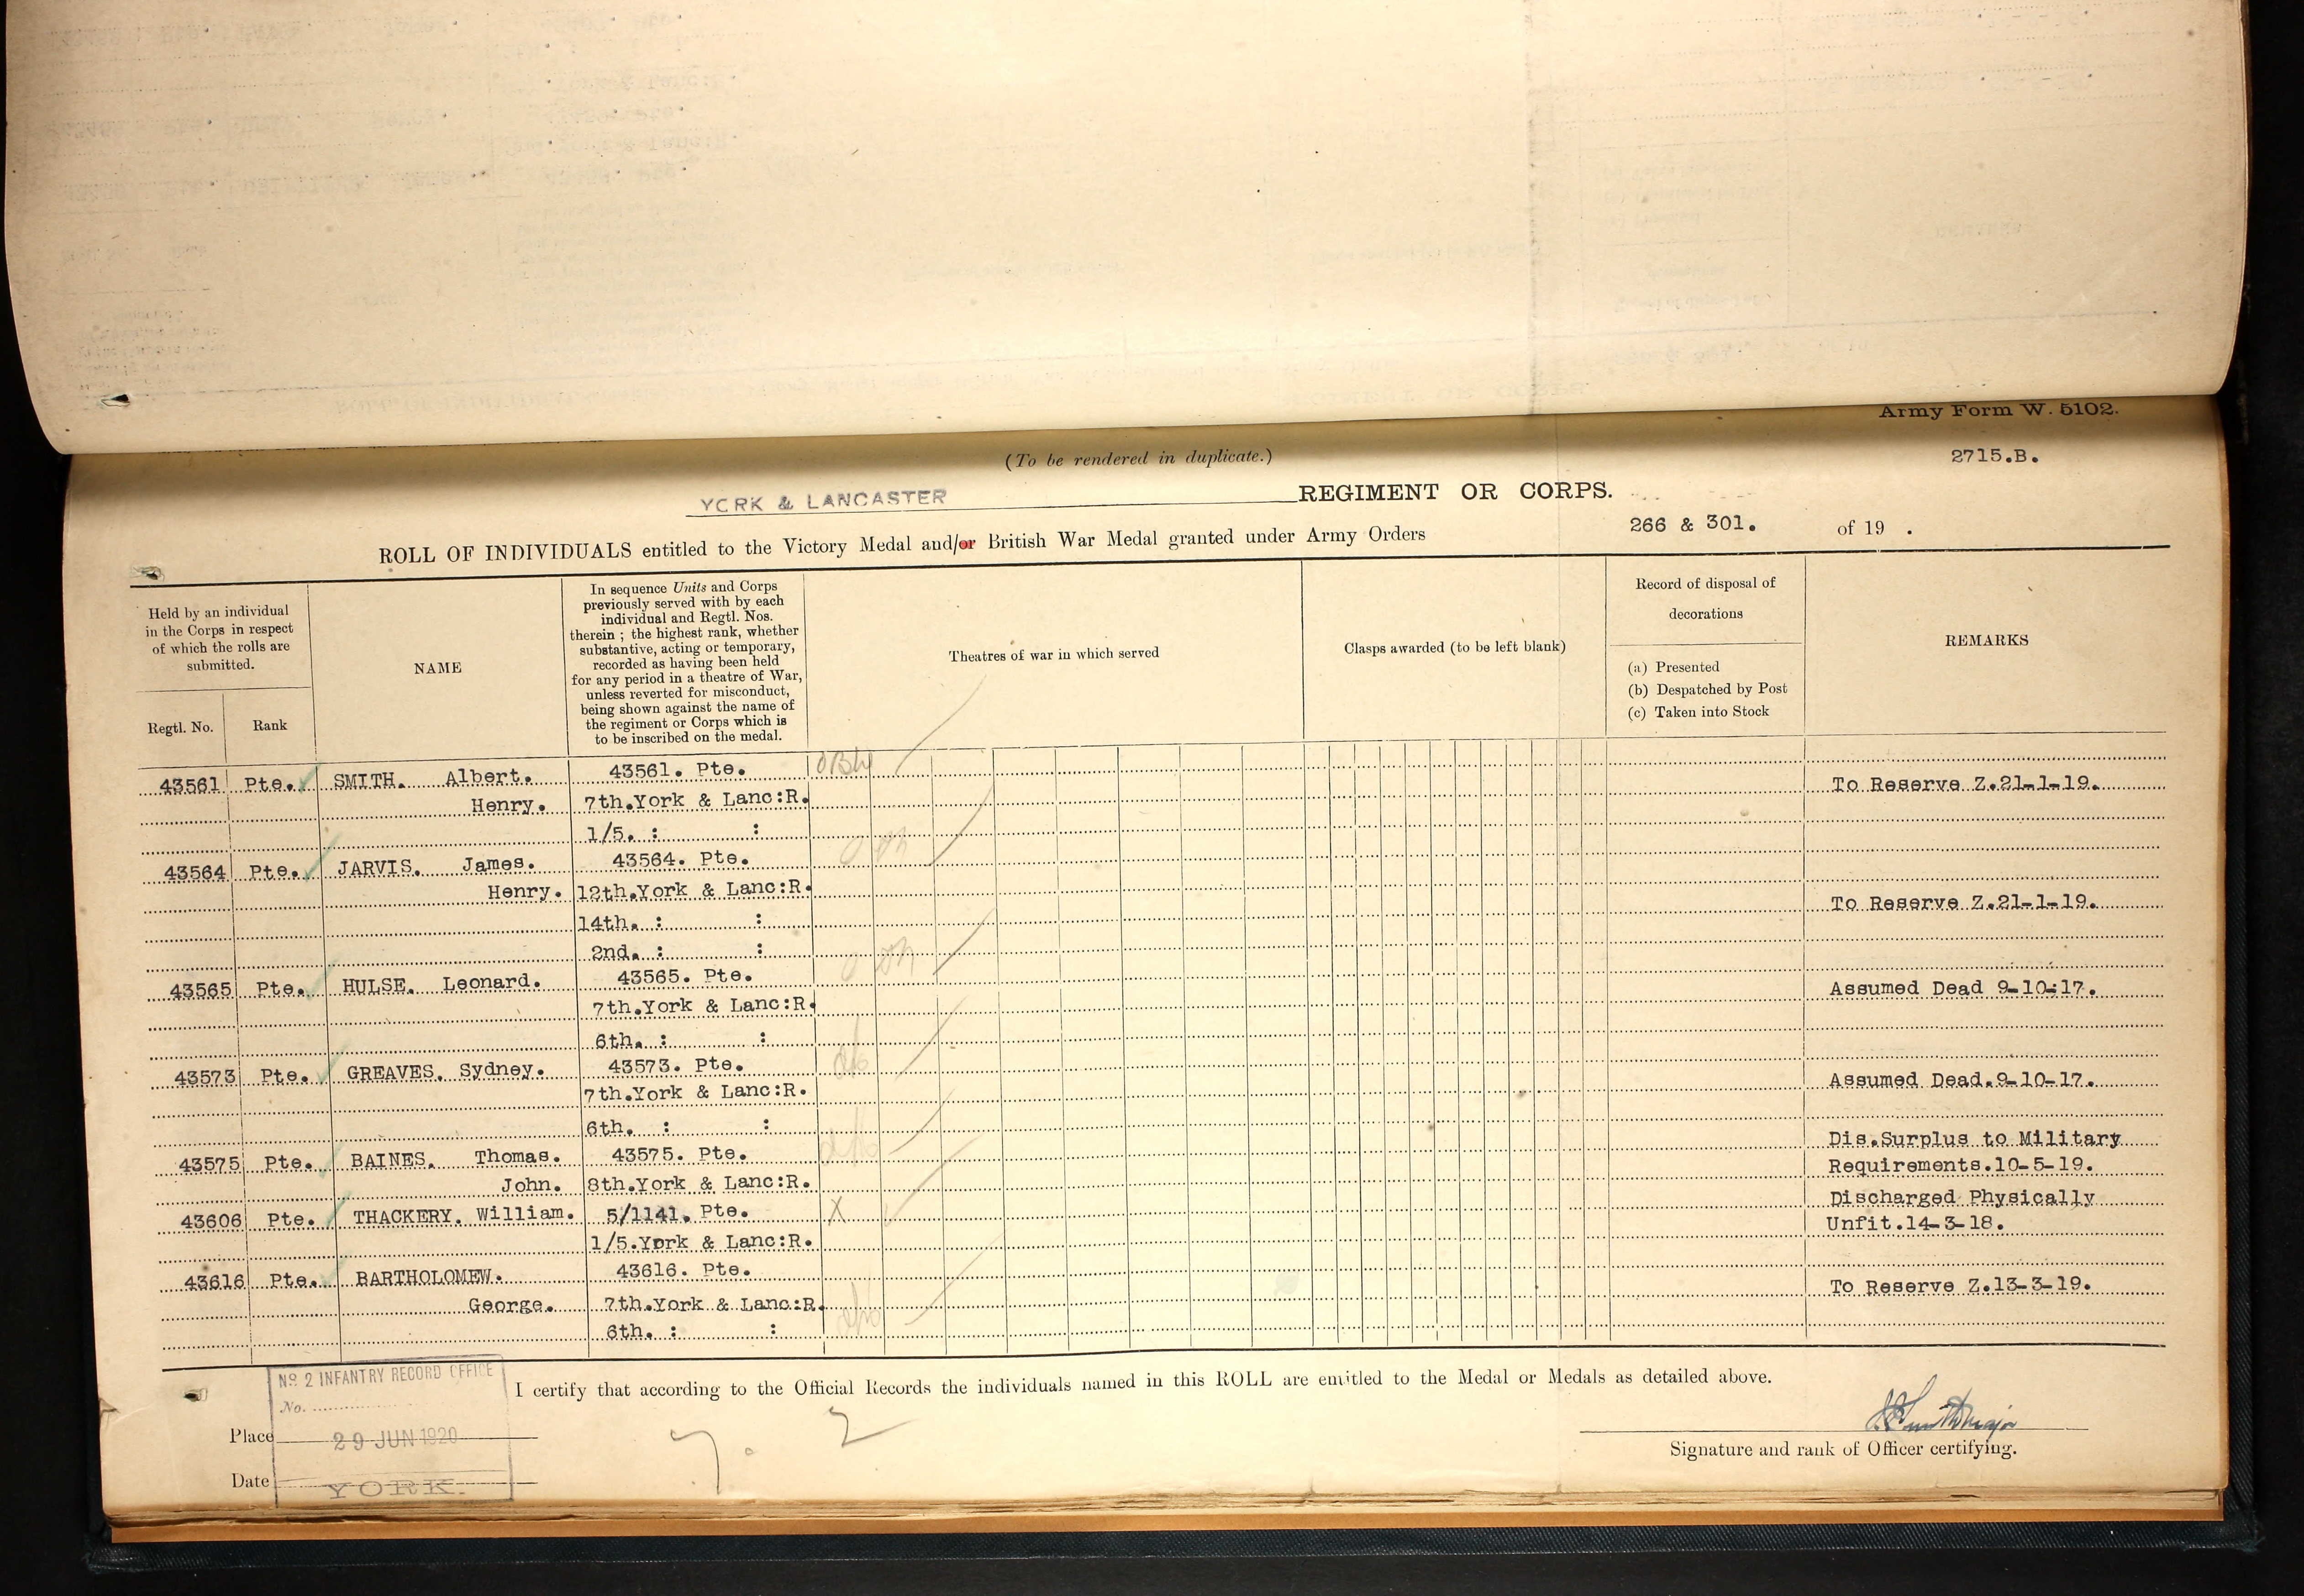 Army Form W. 5102.
(To be rendered in duplicate.)
2715.B.
YORK & LANCASTER REGIMENT OR CORPS.
ROLL OF INDIVIDUALS entitled to the Victory Medal and/or British War Medal granted under Army Orders 266 & 301. of 19 .
Held by an individual
in the Corps in respect
of which the rolls are
submitted.
Regtl. No.
Rank
NAME
In sequence Units and Corps
previously served with by each
individual and Regtl. Nos.
therein ; the highest rank, whether
substantive, acting or temporary,
recorded as having been held
for any period in a theatre of War,
unless reverted for misconduct,
being shown against the name of
the regiment or Corps which is
to be inscribed on the medal.
Theatres of war in which served
Clasps awarded (to be left blank)
Record of disposal of
decorations
(a) Presented
(b) Despatched by Post
(c) Taken into Stock
REMARKS
43561 Pte. SMITH. Albert. 43561. Pte. To Reserve Z.21-1-19.
Henry. 7th.York & Lanc:R.
1/5. : :
43564 Pte. JARVIS. James. 43564. Pte.
Henry. 12th.York & Lanc:R. To Reserve Z.21-1-19.
14th. : :
2nd. : :
43565 Pte. HULSE. Leonard. 43565. Pte. Assumed Dead 9-10-17.
7th.York & Lanc:R.
6th. : :
43573 Pte. GREAVES. Sydney. 43573. Pte. Assumed Dead.9-10-17.
7th.York & Lanc:R.
6th. : :
43575 Pte. BAINES. Thomas. 43575. Pte. Dis.Surplus to Military
John. 8th.York & Lanc:R. Requirements.10-5-19.
43606 Pte. THACKERY. William. 5/1141. Pte. X Discharged Physically
1/5.York & Lanc:R. Unfit.14-3-18.
43616 Pte. BARTHOLOMEW. 43616. Pte. To Reserve Z.13-3-19.
George. 7th.York & Lanc:R.
6th. : :
I certify that according to the Official Records the individuals named in this ROLL are entitled to the Medal or Medals as detailed above.
Nº 2 INFANTRY RECORD OFFICE
No.
Place
29 JUN 1920
Date
YORK.
7. 2
Signature and rank of Officer certifying.